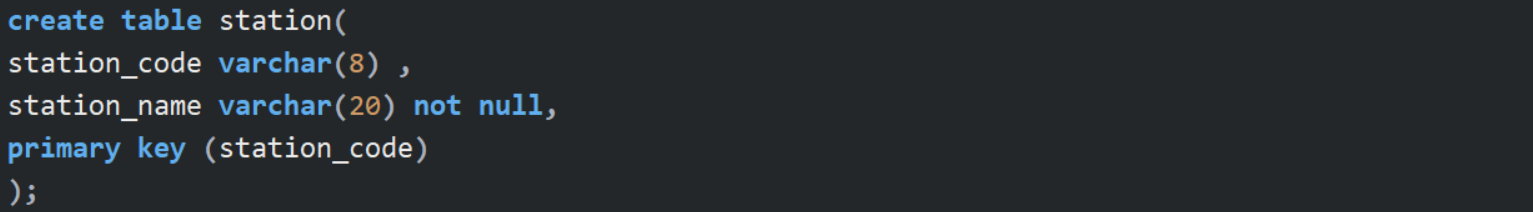 create table station(
station_code varchar(8) ,
station_name varchar(20) not null,
primary key (station_code)
);